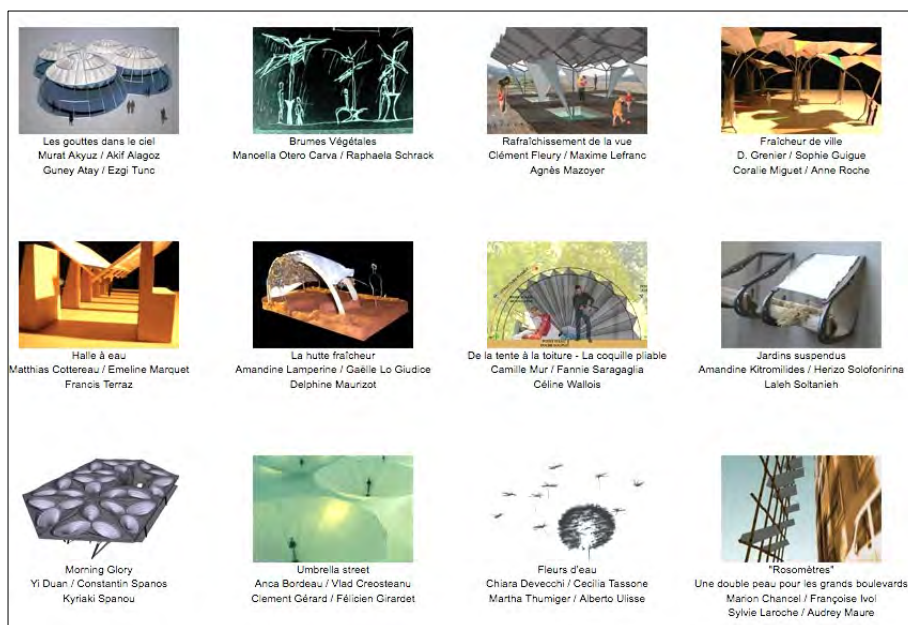 Les gouttes dans le ciel
Murat Akyuz / Akif Alagoz
Guney Atay / Ezgi Tunc
Brumes Végétales
Manoella Otero Carva / Raphaela Schrack
Rafraîchissement de la vue
Clément Fleury / Maxime Lefranc
Agnès Mazoyer
Fraîcheur de ville
D. Grenier / Sophie Guigue
Coralie Miguet / Anne Roche
Halle à eau
Matthias Cottereau / Emeline Marquet
Francis Terraz
La hutte fraîcheur
Amandine Lamperine / Gaëlle Lo Giudice
Delphine Maurizot
De la tente à la toiture - La coquille pliable
Camille Mur / Fannie Saragaglia
Céline Wallois
Jardins suspendus
Amandine Kitromilides / Herizo Solofonirina
Laleh Soltanieh
Morning Glory
Yi Duan / Constantin Spanos
Kyriaki Spanou
Umbrella street
Anca Bordeau / Vlad Creosteanu
Clement Gérard / Félicien Girardet
Fleurs d'eau
Chiara Devecchi / Cecilia Tassone
Martha Thumiger / Alberto Ulisse
"Rosomètres"
Une double peau pour les grands boulevards
Marion Chancel / Françoise Ivol
Sylvie Laroche / Audrey Maure